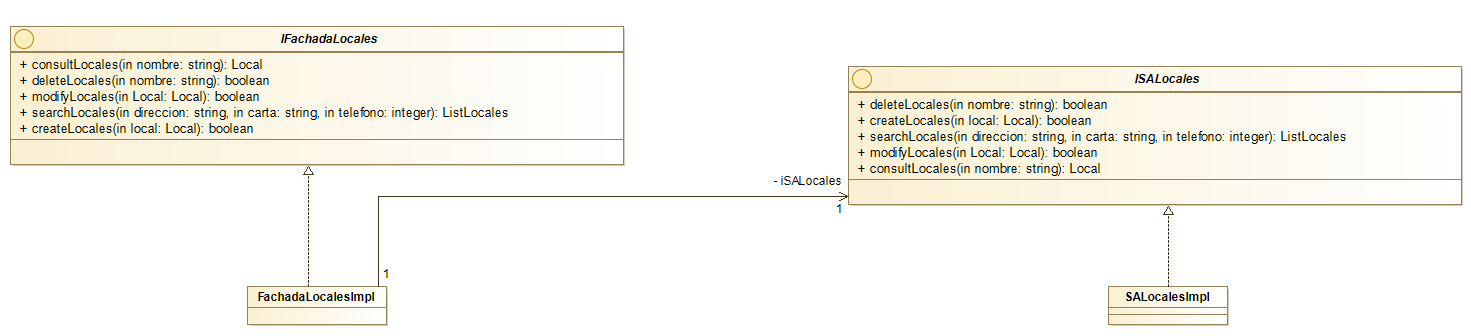 IFachadaLocales
+ consultLocales(in nombre: string): Local
+ deleteLocales(in nombre: string): boolean
+ modifyLocales(in Local: Local): boolean
+ searchLocales(in direccion: string, in carta: string, in telefono: integer): ListLocales
+ createLocales(in local: Local): boolean
ISALocales
+ deleteLocales(in nombre: string): boolean
+ createLocales(in local: Local): boolean
+ searchLocales(in direccion: string, in carta: string, in telefono: integer): ListLocales
+ modifyLocales(in Local: Local): boolean
+ consultLocales(in nombre: string): Local
- iSALocales
1
1
FachadaLocalesImpl
SALocalesImpl